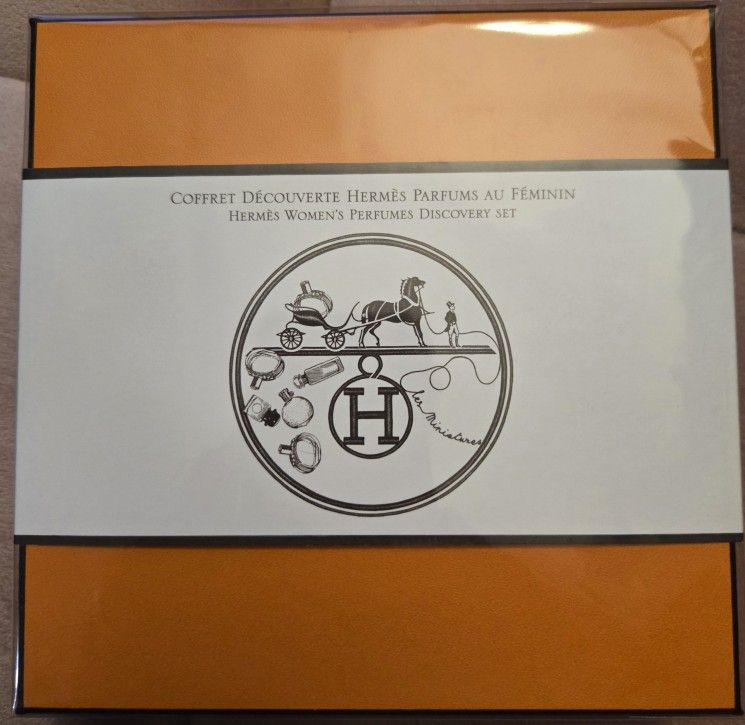 COFFRET DÉCOUVERTE HERMÈS PARFUMS AU FÉMININ
HERMÈS WOMEN'S PERFUMES DISCOVERY SET
H
les Miniatures